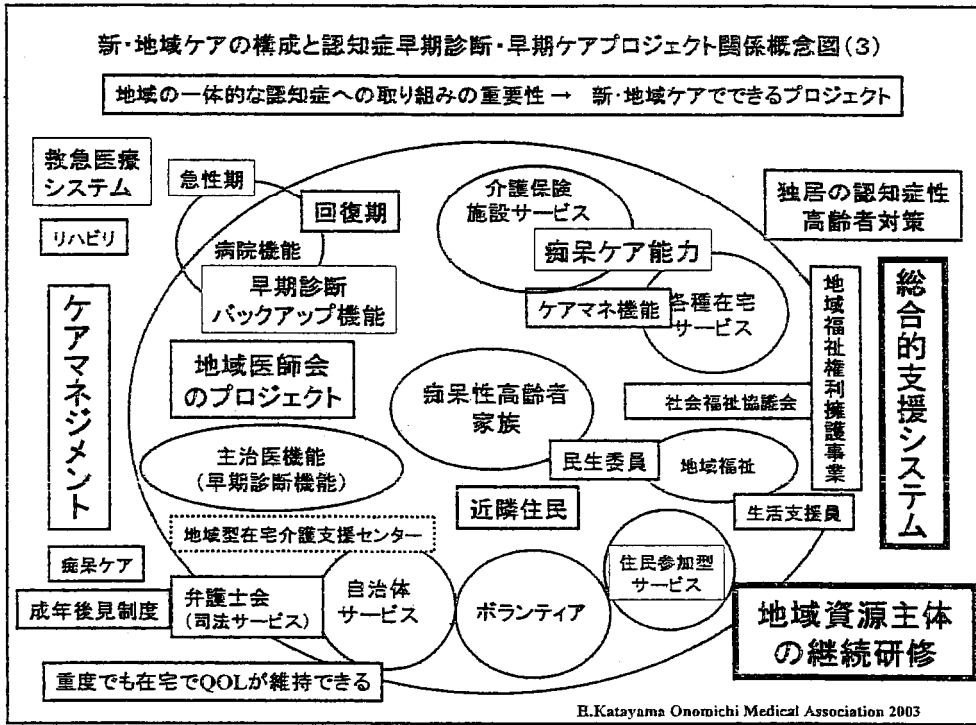 新・地域ケアの構成と認知症早期診断・早期ケアプロジェクト関係概念図(3)
地域の一体的な認知症への取り組みの重要性→ 新・地域ケアでできるプロジェクト
救急医療
システム
急性期
回復期
リハビリ
病院機能
早期診断
バックアップ機能
介護保険
施設サービス
痴呆ケア能力
ケアマネ機能
各種在宅
サービス
独居の認知症性
高齢者対策
地域福祉権利擁護事業
総合的支援システム
ケアマネジメント
地域医師会
のプロジェクト
痴呆性高齢者
家族
社会福祉協議会
主治医機能
(早期診断機能)
民生委員
地域福祉
近隣住民
生活支援員
地域型在宅介護支援センター
痴呆ケア
成年後見制度
弁護士会
(司法サービス)
自治体
サービス
ボランティア
住民参加型
サービス
地域資源主体
の継続研修
重度でも在宅でQOLが維持できる
H.Katayama Onomichi Medical Association 2003